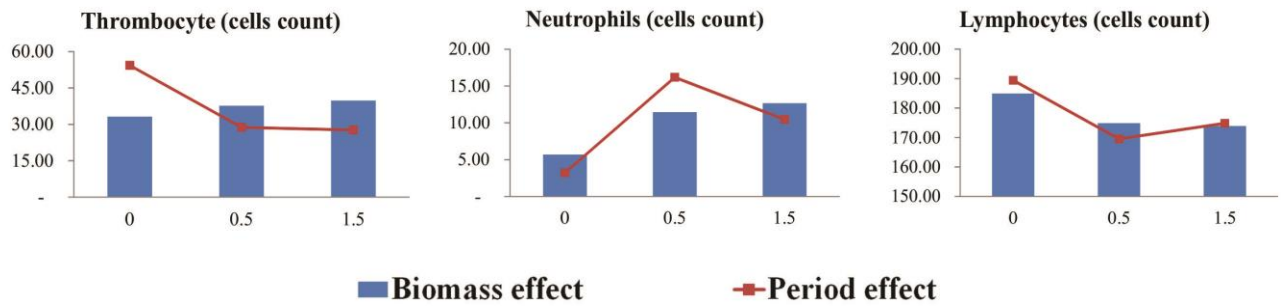 Thrombocyte (cells count)
60.00
45.00
30.00
15.00
-
0 0.5 1.5
Neutrophils (cells count)
20.00
15.00
10.00
5.00
-
0 0.5 1.5
Lymphocytes (cells count)
200.00
190.00
180.00
170.00
160.00
150.00
0 0.5 1.5
Biomass effect Period effect